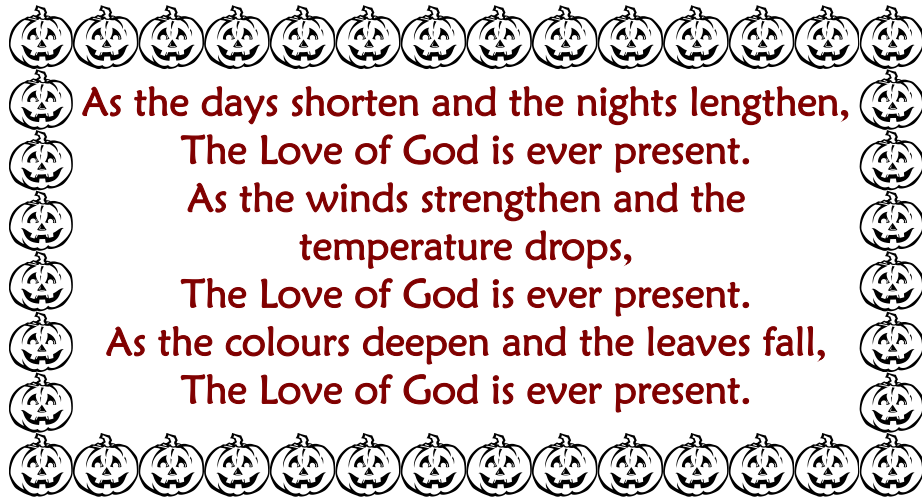 As the days shorten and the nights lengthen,
The Love of God is ever present.
As the winds strengthen and the
temperature drops,
The Love of God is ever present.
As the colours deepen and the leaves fall,
The Love of God is ever present.